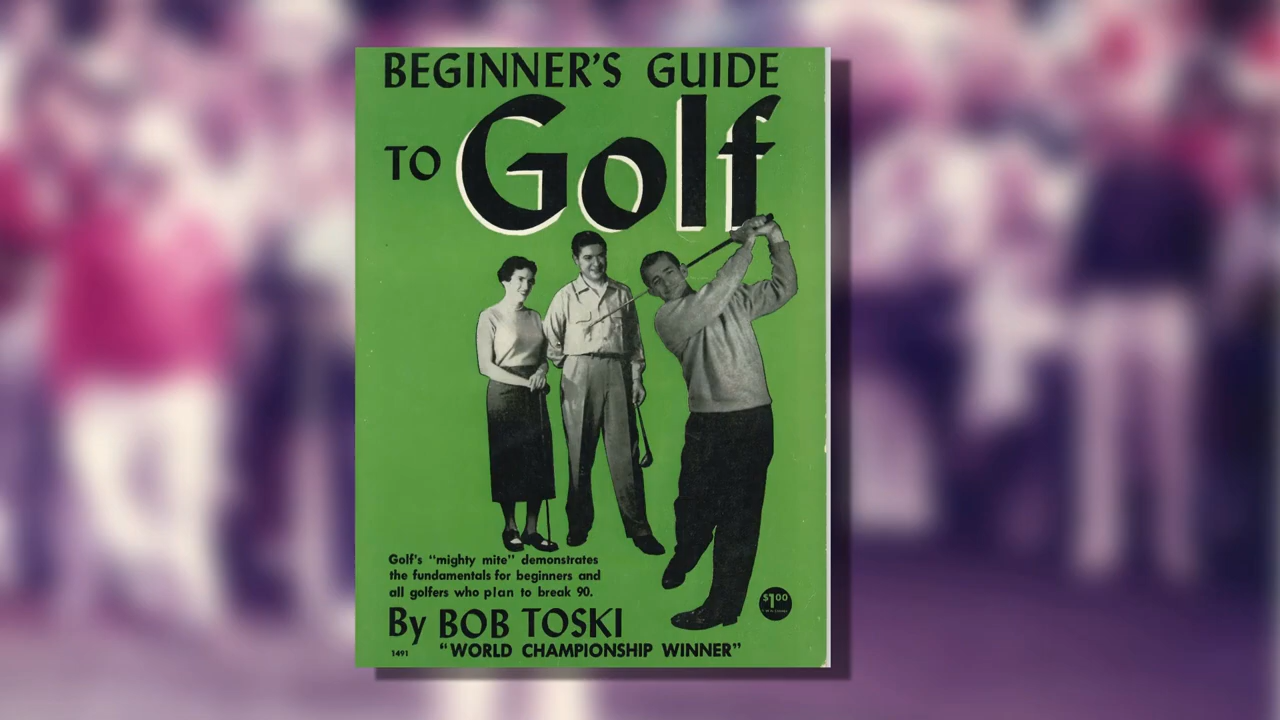 BEGINNER'S GUIDE
TO Golf
Golf's "mighty mite" demonstrates
the fundamentals for beginners and
all golfers who plan to break 90.
By BOB TOSKI
"WORLD CHAMPIONSHIP WINNER"
1491
$1.00